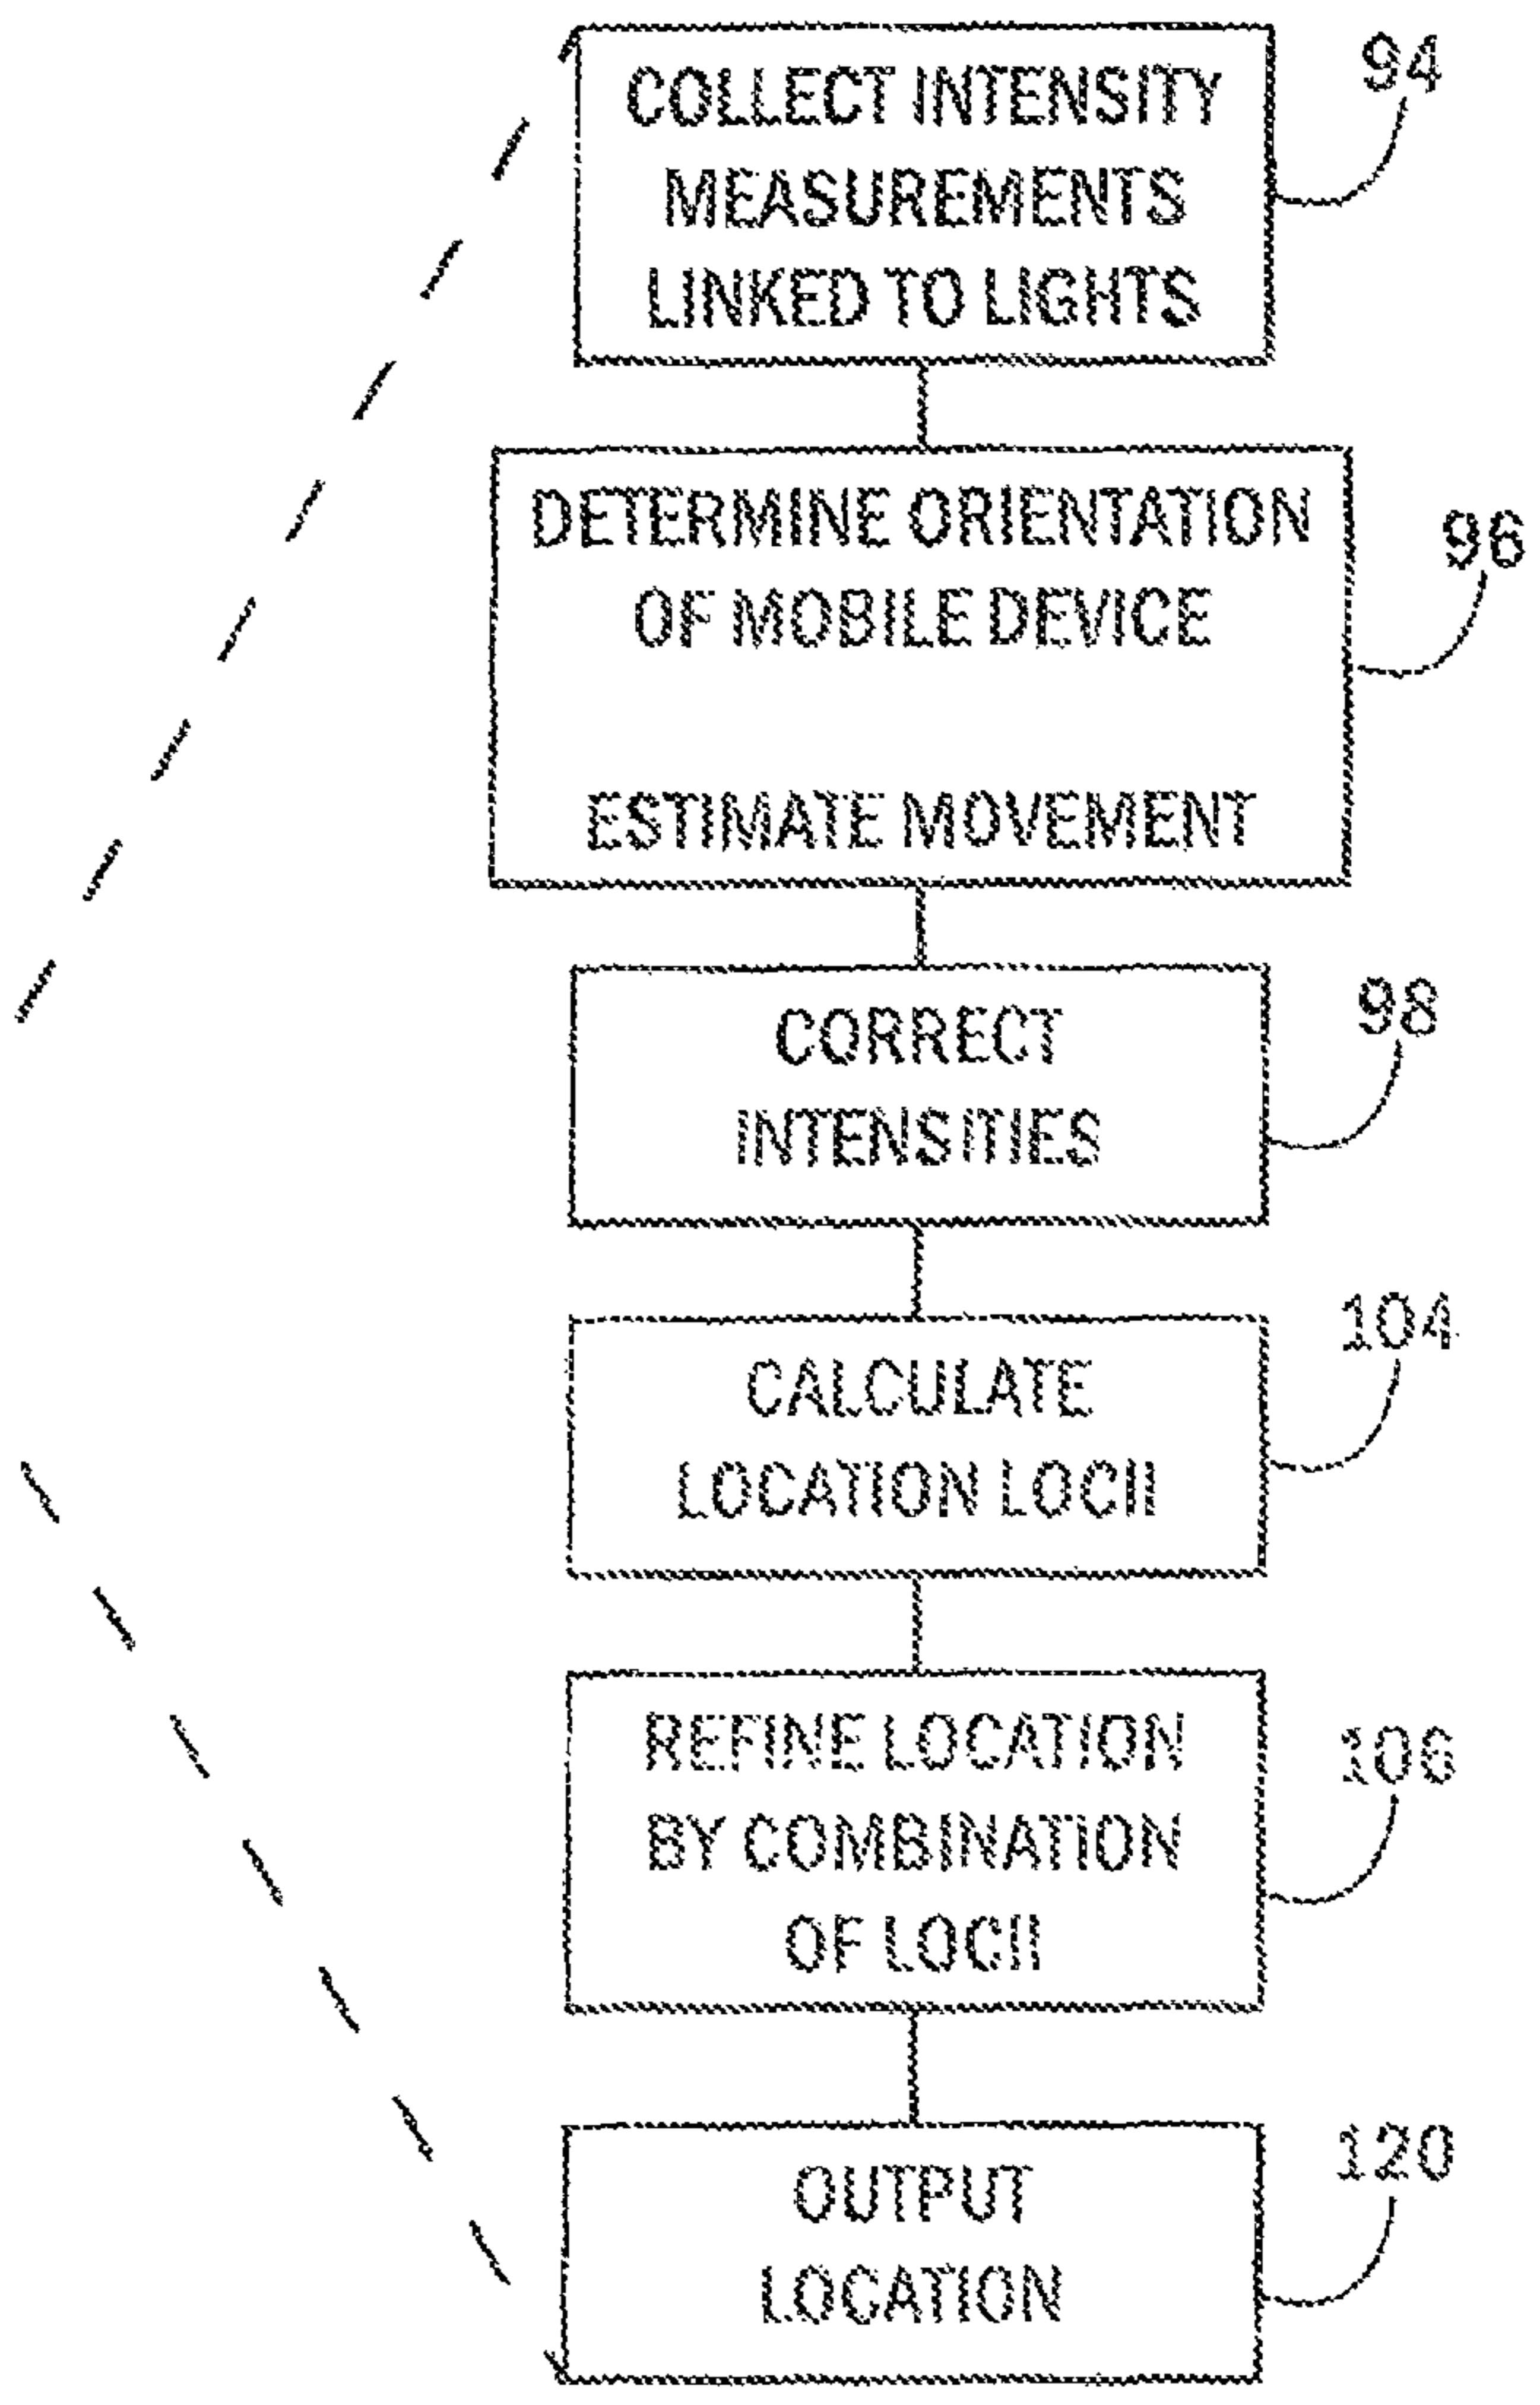 COLLECT INTENSITY
MEASUREMENTS
LINKED TO LIGHTS
94
DETERMINE ORIENTATION
OF MOBILE DEVICE
ESTIMATE MOVEMENT
96
CORRECT
INTENSITIES
98
CALCULATE
LOCATION LOCII
104
REFINE LOCATION
BY COMBINATION
OF LOCII
106
OUTPUT
LOCATION
120